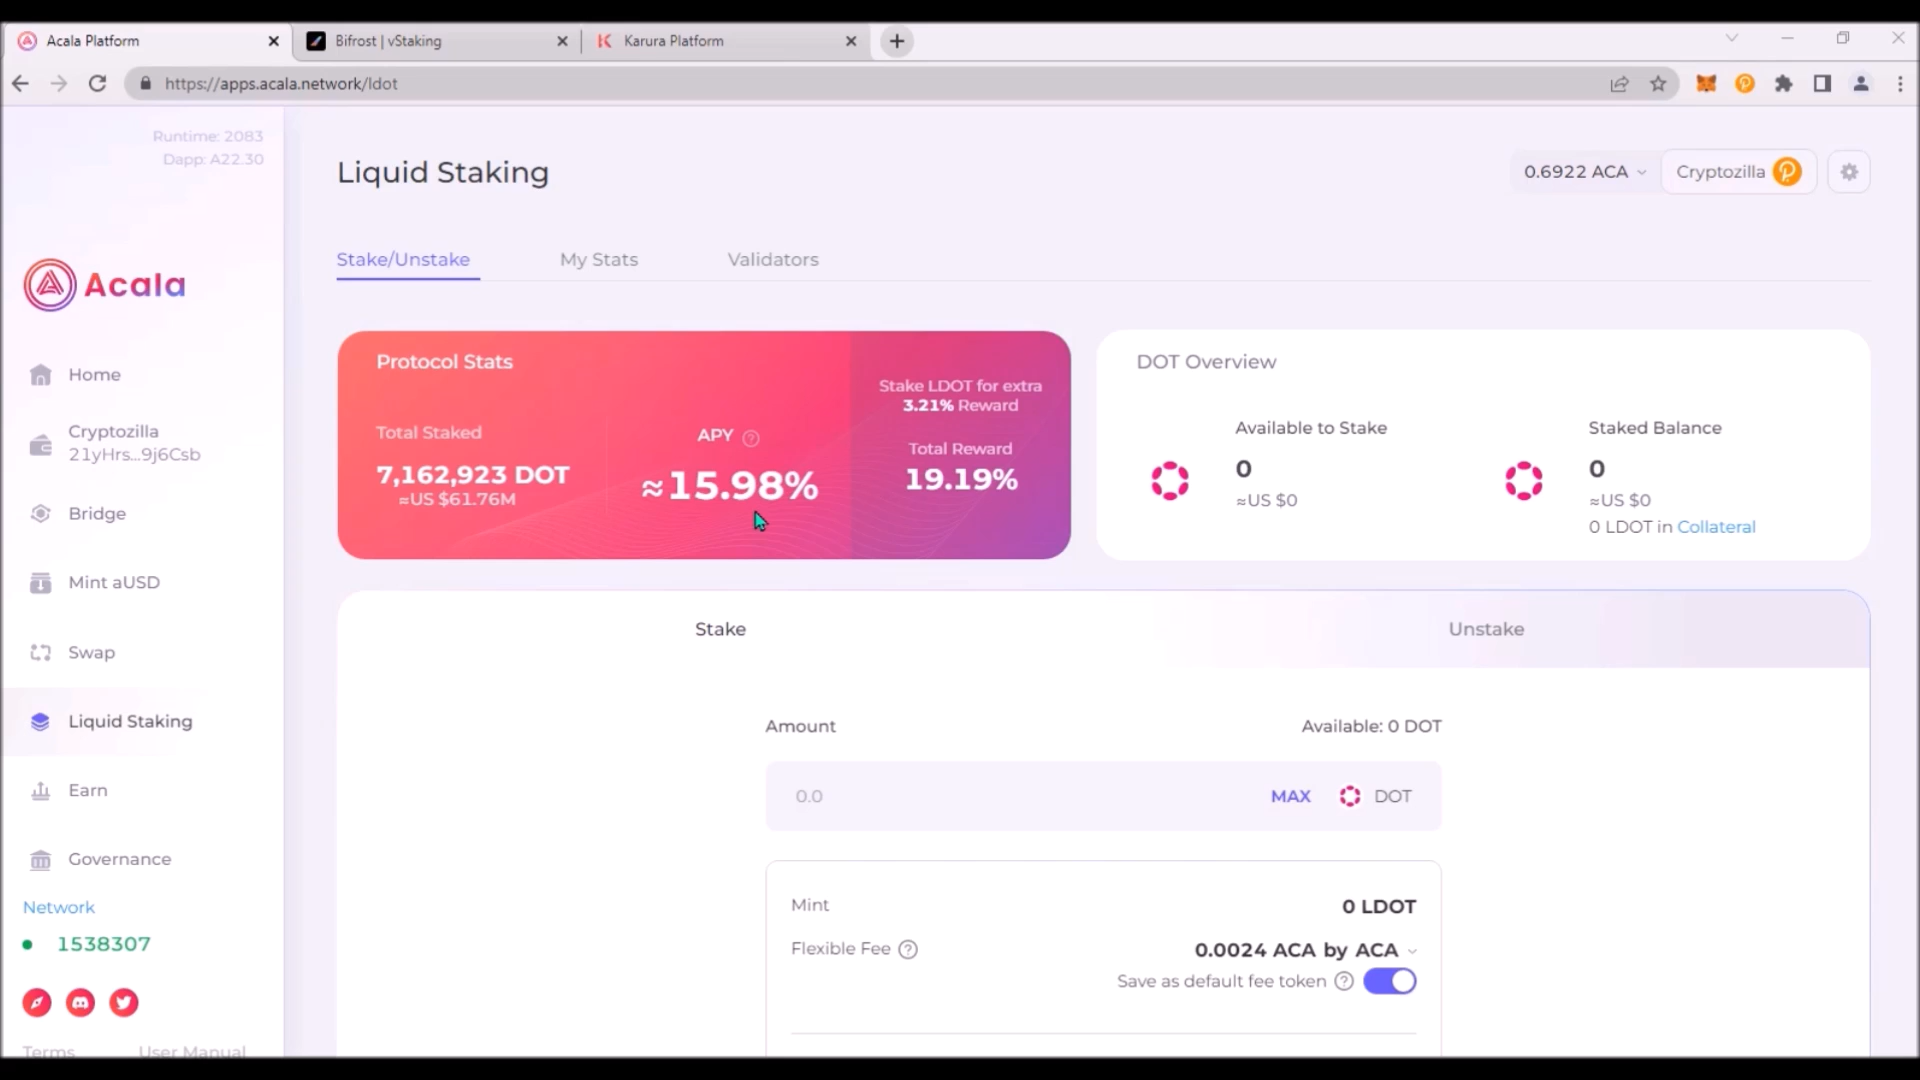 Acala Platform
Bifrost | vStaking
Karura Platform
https://apps.acala.network/ldot
Runtime: 2083
Dapp: A22.30
Acala
Home
Cryptozilla
21yHrs...9j6Csb
Bridge
Mint aUSD
Swap
Liquid Staking
Earn
Governance
Network
1538307
Terms
User Manual
Liquid Staking
0.6922 ACA
Cryptozilla
Stake/Unstake
My Stats
Validators
Protocol Stats
Total Staked
7,162,923 DOT
≈US $61.76M
APY
≈15.98%
Stake LDOT for extra
3.21% Reward
Total Reward
19.19%
DOT Overview
Available to Stake
0
≈US $0
Staked Balance
0
≈US $0
0 LDOT in Collateral
Stake
Unstake
Amount
Available: 0 DOT
0.0
MAX
DOT
Mint
0 LDOT
Flexible Fee
0.0024 ACA by ACA
Save as default fee token